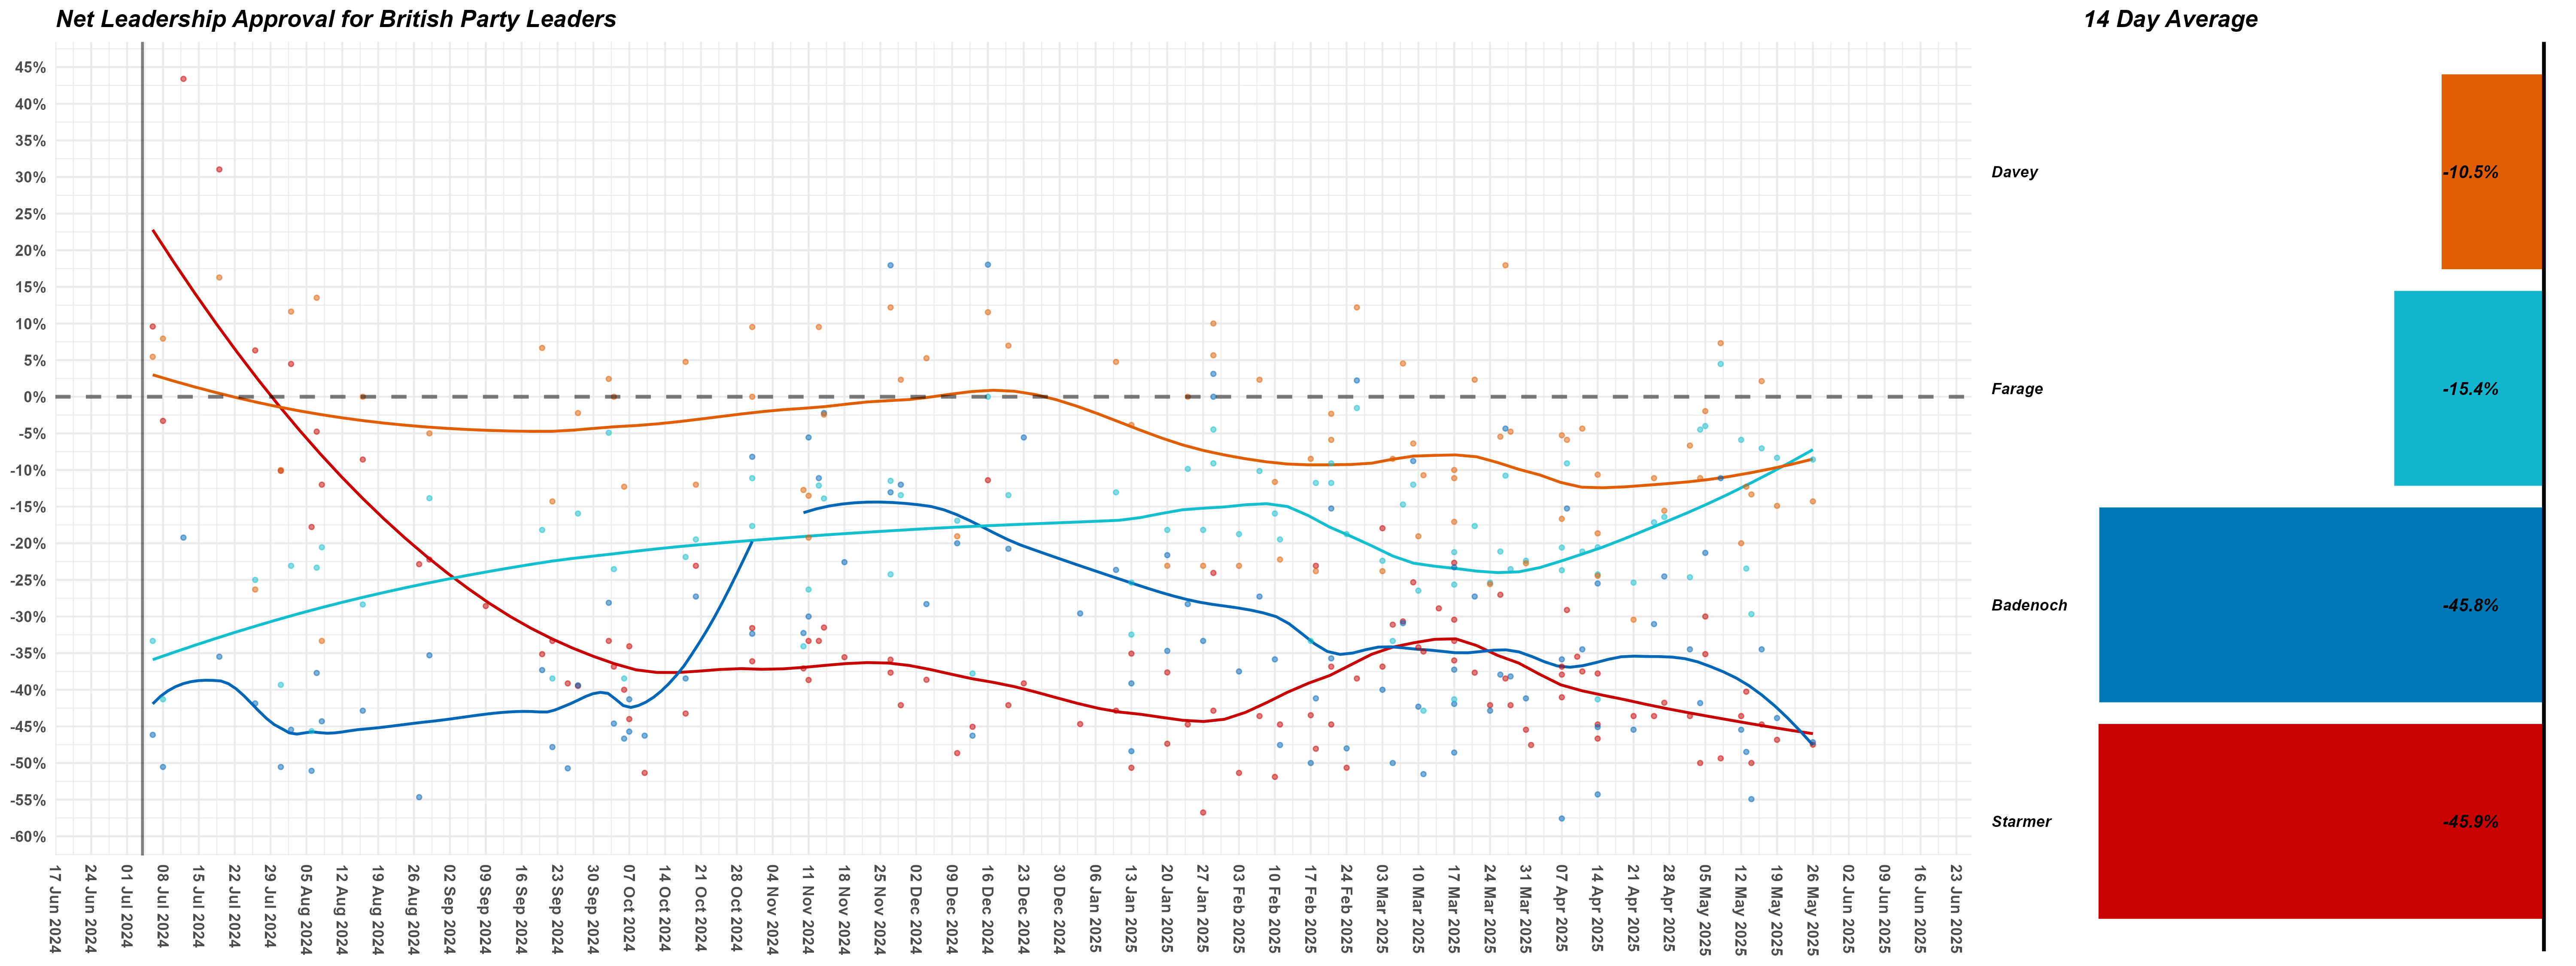 Net Leadership Approval for British Party Leaders
14 Day Average
45%
40%
35%
30%
25%
20%
15%
10%
5%
0%
-5%
-10%
-15%
-20%
-25%
-30%
-35%
-40%
-45%
-50%
-55%
-60%
17 Jun 2024
24 Jun 2024
01 Jul 2024
08 Jul 2024
15 Jul 2024
22 Jul 2024
29 Jul 2024
05 Aug 2024
12 Aug 2024
19 Aug 2024
26 Aug 2024
02 Sep 2024
09 Sep 2024
16 Sep 2024
23 Sep 2024
30 Sep 2024
07 Oct 2024
14 Oct 2024
21 Oct 2024
28 Oct 2024
04 Nov 2024
11 Nov 2024
18 Nov 2024
25 Nov 2024
02 Dec 2024
09 Dec 2024
16 Dec 2024
23 Dec 2024
30 Dec 2024
06 Jan 2025
13 Jan 2025
20 Jan 2025
27 Jan 2025
03 Feb 2025
10 Feb 2025
17 Feb 2025
24 Feb 2025
03 Mar 2025
10 Mar 2025
17 Mar 2025
24 Mar 2025
31 Mar 2025
07 Apr 2025
14 Apr 2025
21 Apr 2025
28 Apr 2025
05 May 2025
12 May 2025
19 May 2025
26 May 2025
02 Jun 2025
09 Jun 2025
16 Jun 2025
23 Jun 2025
Davey
-10.5%
Farage
-15.4%
Badenoch
-45.8%
Starmer
-45.9%